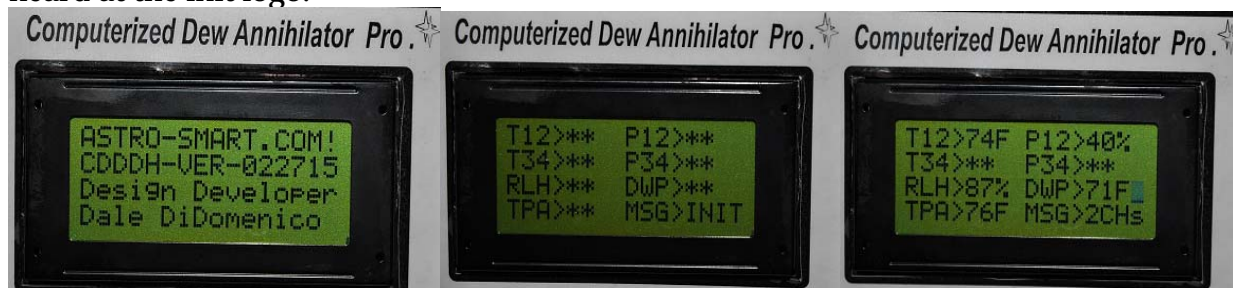 Computerized Dew Annihilator Pro.
ASTRO-SMART.COM!
CDDDH-VER-022715
Design Developer
Dale DiDomenico
Computerized Dew Annihilator Pro.
T12>** P12>**
T34>** P34>**
RLH>** DWP>**
TPA>** MSG>INIT
Computerized Dew Annihilator Pro.
T12>74F P12>40%
T34>** P34>**
RLH>87% DWP>71F
TPA>76F MSG>2CHs